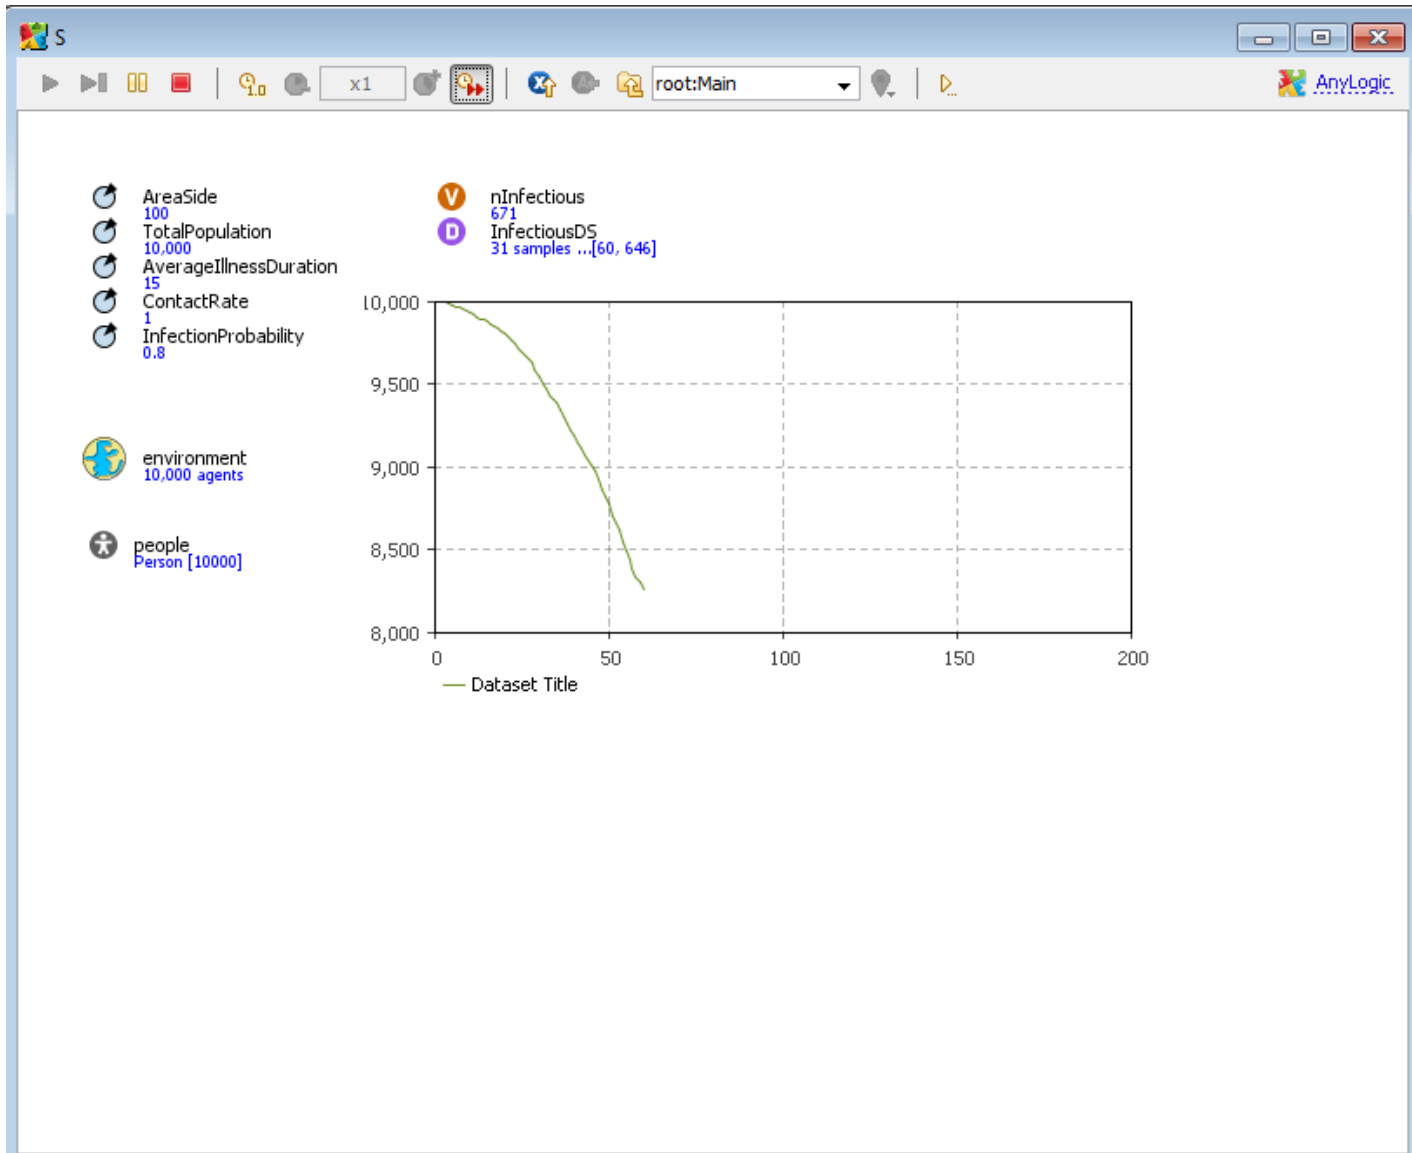 S
1.0
x1
root:Main
AnyLogic
AreaSide
100
TotalPopulation
10,000
AverageIllnessDuration
15
ContactRate
1
InfectionProbability
0.8
V nInfectious
671
D InfectiousDS
31 samples ...[60, 646]
environment
10,000 agents
people
Person [10000]
10,000
9,500
9,000
8,500
8,000
0 50 100 150 200
Dataset Title